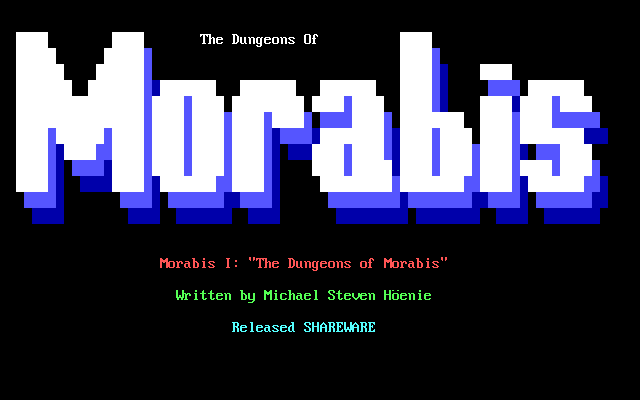 The Dungeons Of
Morabis
Morabis I: "The Dungeons of Morabis"
Written by Michael Steven Höenie
Released SHAREWARE